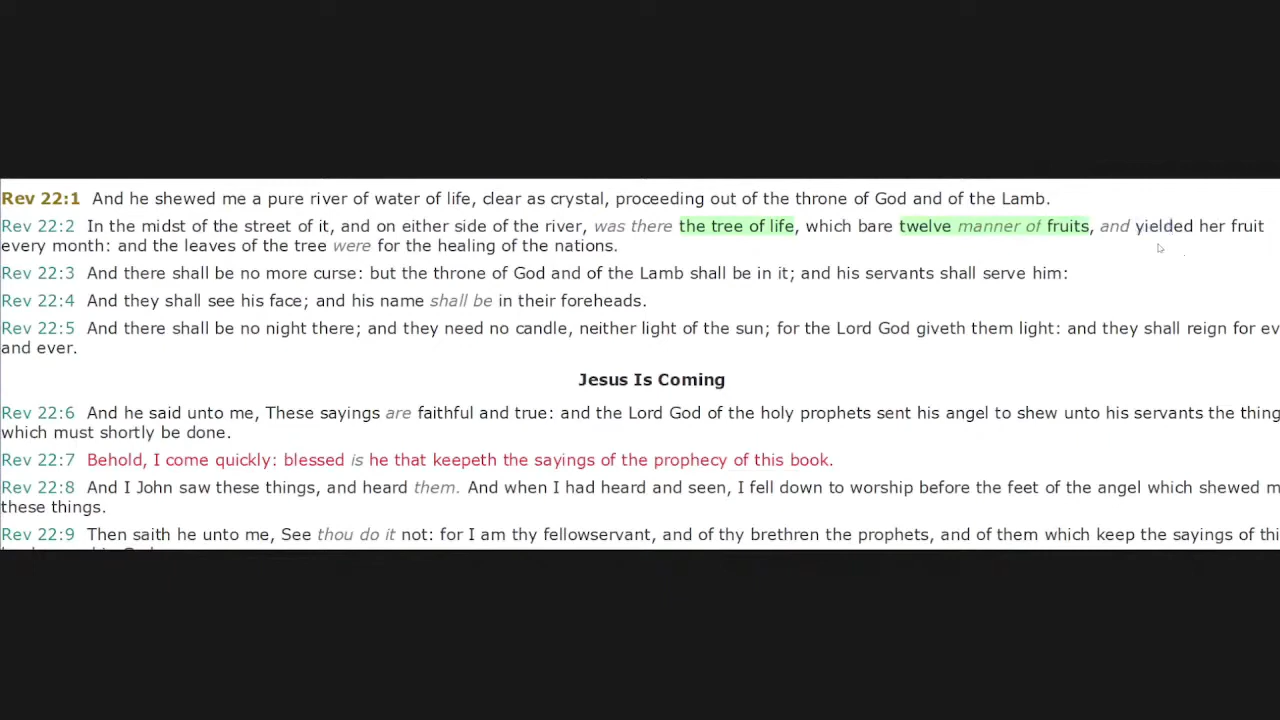 Rev 22:1 And he shewed me a pure river of water of life, clear as crystal, proceeding out of the throne of God and of the Lamb.
Rev 22:2 In the midst of the street of it, and on either side of the river, was there the tree of life, which bare twelve manner of fruits, and yielded her fruit
every month: and the leaves of the tree were for the healing of the nations.
Rev 22:3 And there shall be no more curse: but the throne of God and of the Lamb shall be in it; and his servants shall serve him:
Rev 22:4 And they shall see his face; and his name shall be in their foreheads.
Rev 22:5 And there shall be no night there; and they need no candle, neither light of the sun; for the Lord God giveth them light: and they shall reign for ev
and ever.
Jesus Is Coming
Rev 22:6 And he said unto me, These sayings are faithful and true: and the Lord God of the holy prophets sent his angel to shew unto his servants the thing
which must shortly be done.
Rev 22:7 Behold, I come quickly: blessed is he that keepeth the sayings of the prophecy of this book.
Rev 22:8 And I John saw these things, and heard them. And when I had heard and seen, I fell down to worship before the feet of the angel which shewed m
these things.
Rev 22:9 Then saith he unto me, See thou do it not: for I am thy fellowservant, and of thy brethren the prophets, and of them which keep the sayings of thi